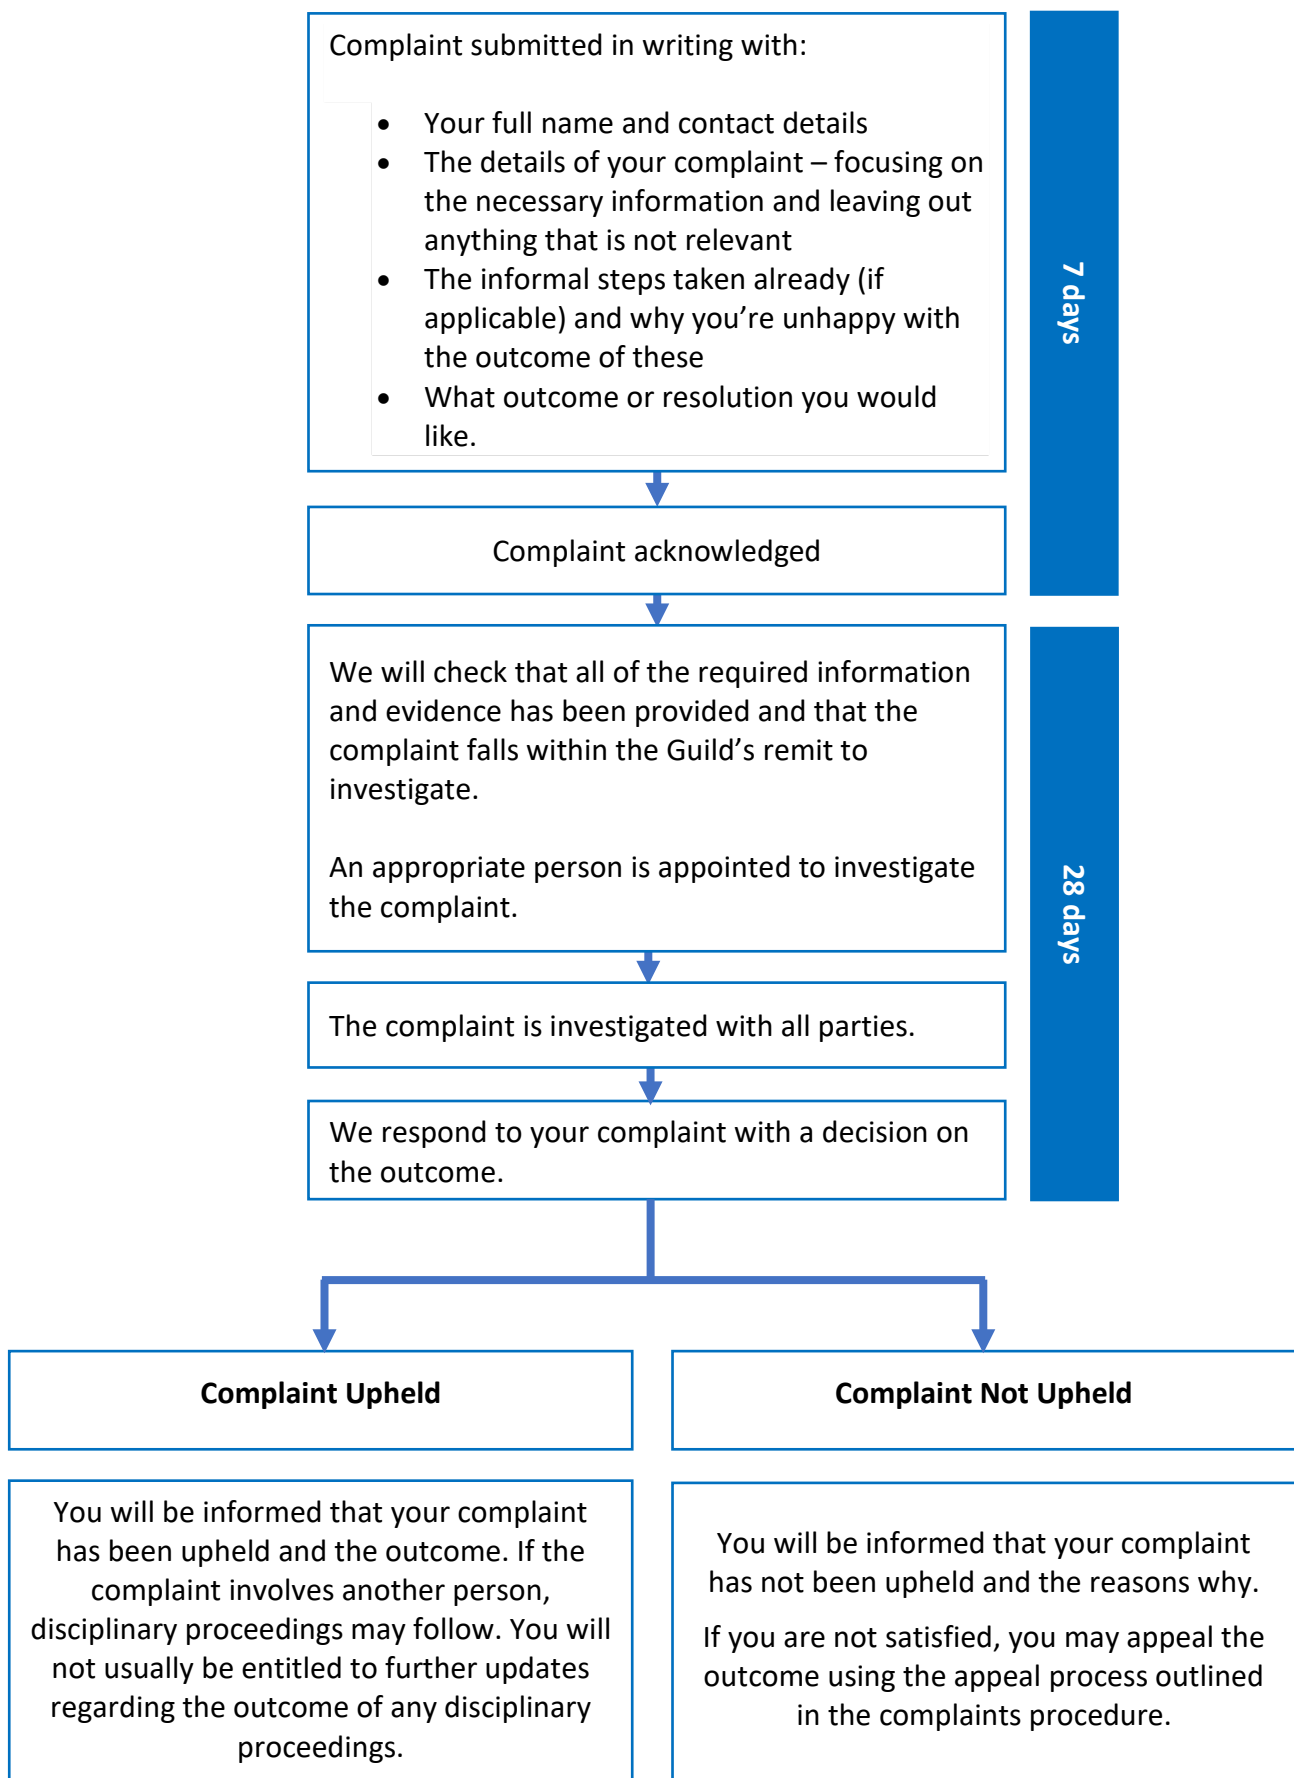 Complaint submitted in writing with:
• Your full name and contact details
• The details of your complaint – focusing on
the necessary information and leaving out
anything that is not relevant
• The informal steps taken already (if
applicable) and why you’re unhappy with
the outcome of these
• What outcome or resolution you would
like.
7 days
Complaint acknowledged
We will check that all of the required information
and evidence has been provided and that the
complaint falls within the Guild’s remit to
investigate.
An appropriate person is appointed to investigate
the complaint.
28 days
The complaint is investigated with all parties.
We respond to your complaint with a decision on
the outcome.
Complaint Upheld
You will be informed that your complaint
has been upheld and the outcome. If the
complaint involves another person,
disciplinary proceedings may follow. You will
not usually be entitled to further updates
regarding the outcome of any disciplinary
proceedings.
Complaint Not Upheld
You will be informed that your complaint
has not been upheld and the reasons why.
If you are not satisfied, you may appeal the
outcome using the appeal process outlined
in the complaints procedure.